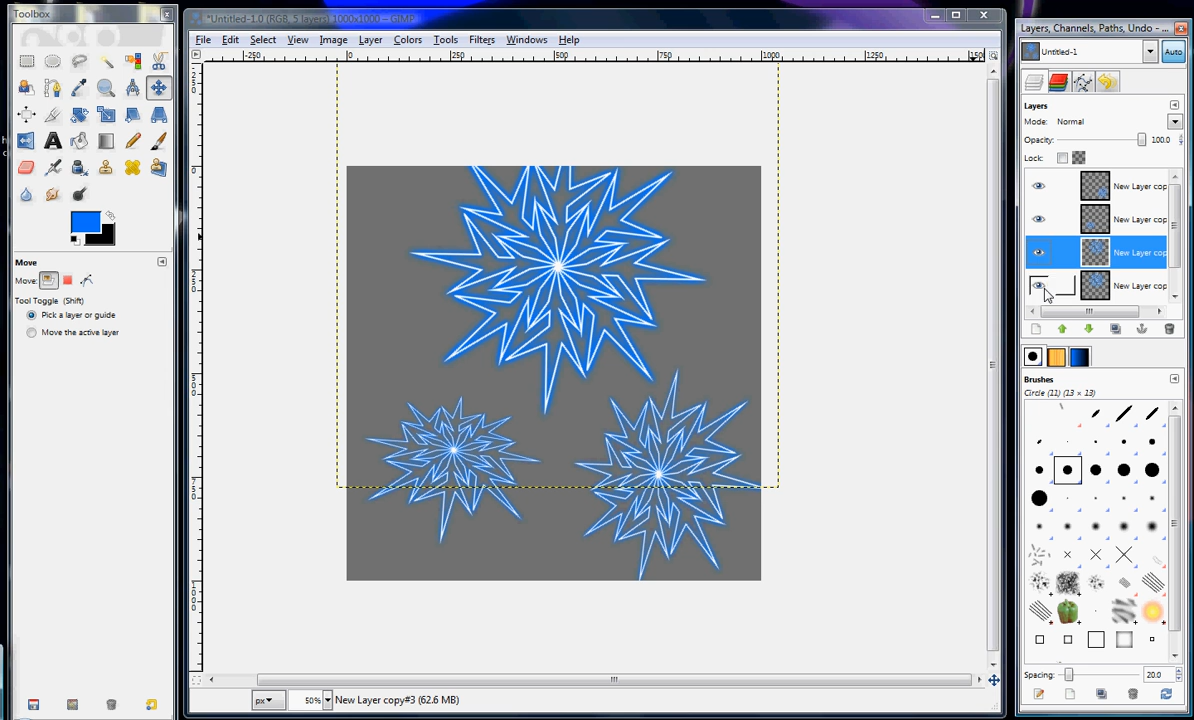 Toolbox
*Untitled-1.0 (RGB, 5 layers) 1000x1000 – GIMP
Layers, Channels, Paths, Undo - ...
File Edit Select View Image Layer Colors Tools Filters Windows Help
Untitled-1
Auto
-250 0 250 500 750 1000 1250
Layers
Mode: Normal
Opacity: 100.0
Lock:
New Layer cop
New Layer cop
New Layer cop
New Layer cop
Move
Move:
Tool Toggle (Shift)
Pick a layer or guide
Move the active layer
Brushes
Circle (11) (13 × 13)
Spacing: 20.0
px 50% New Layer copy#3 (62.6 MB)